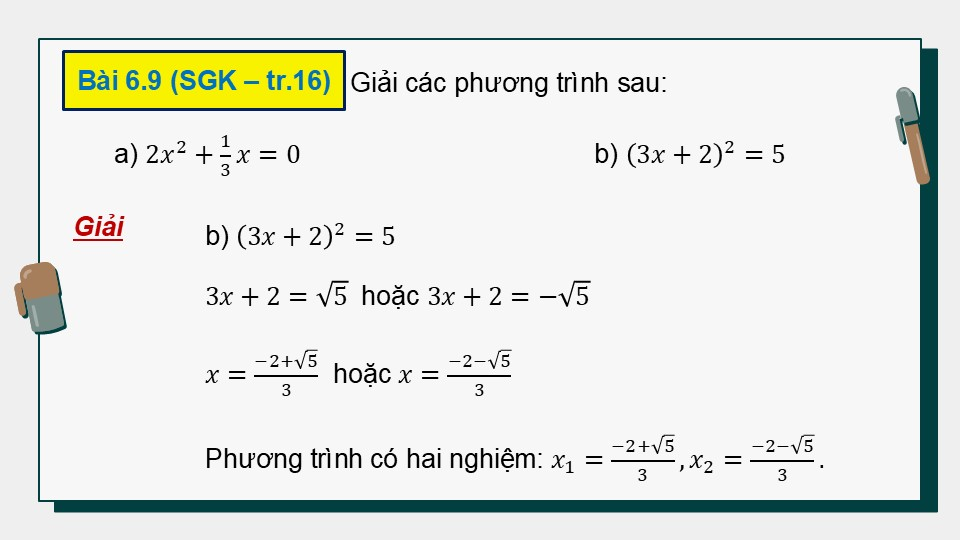 Bài 6.9 (SGK – tr.16) Giải các phương trình sau:
a) 2x² + 1/3 x = 0 b) (3x + 2)² = 5
Giải
b) (3x + 2)² = 5
3x + 2 = √5 hoặc 3x + 2 = −√5
x = (−2+√5)/3 hoặc x = (−2−√5)/3
Phương trình có hai nghiệm: x₁ = (−2+√5)/3, x₂ = (−2−√5)/3.